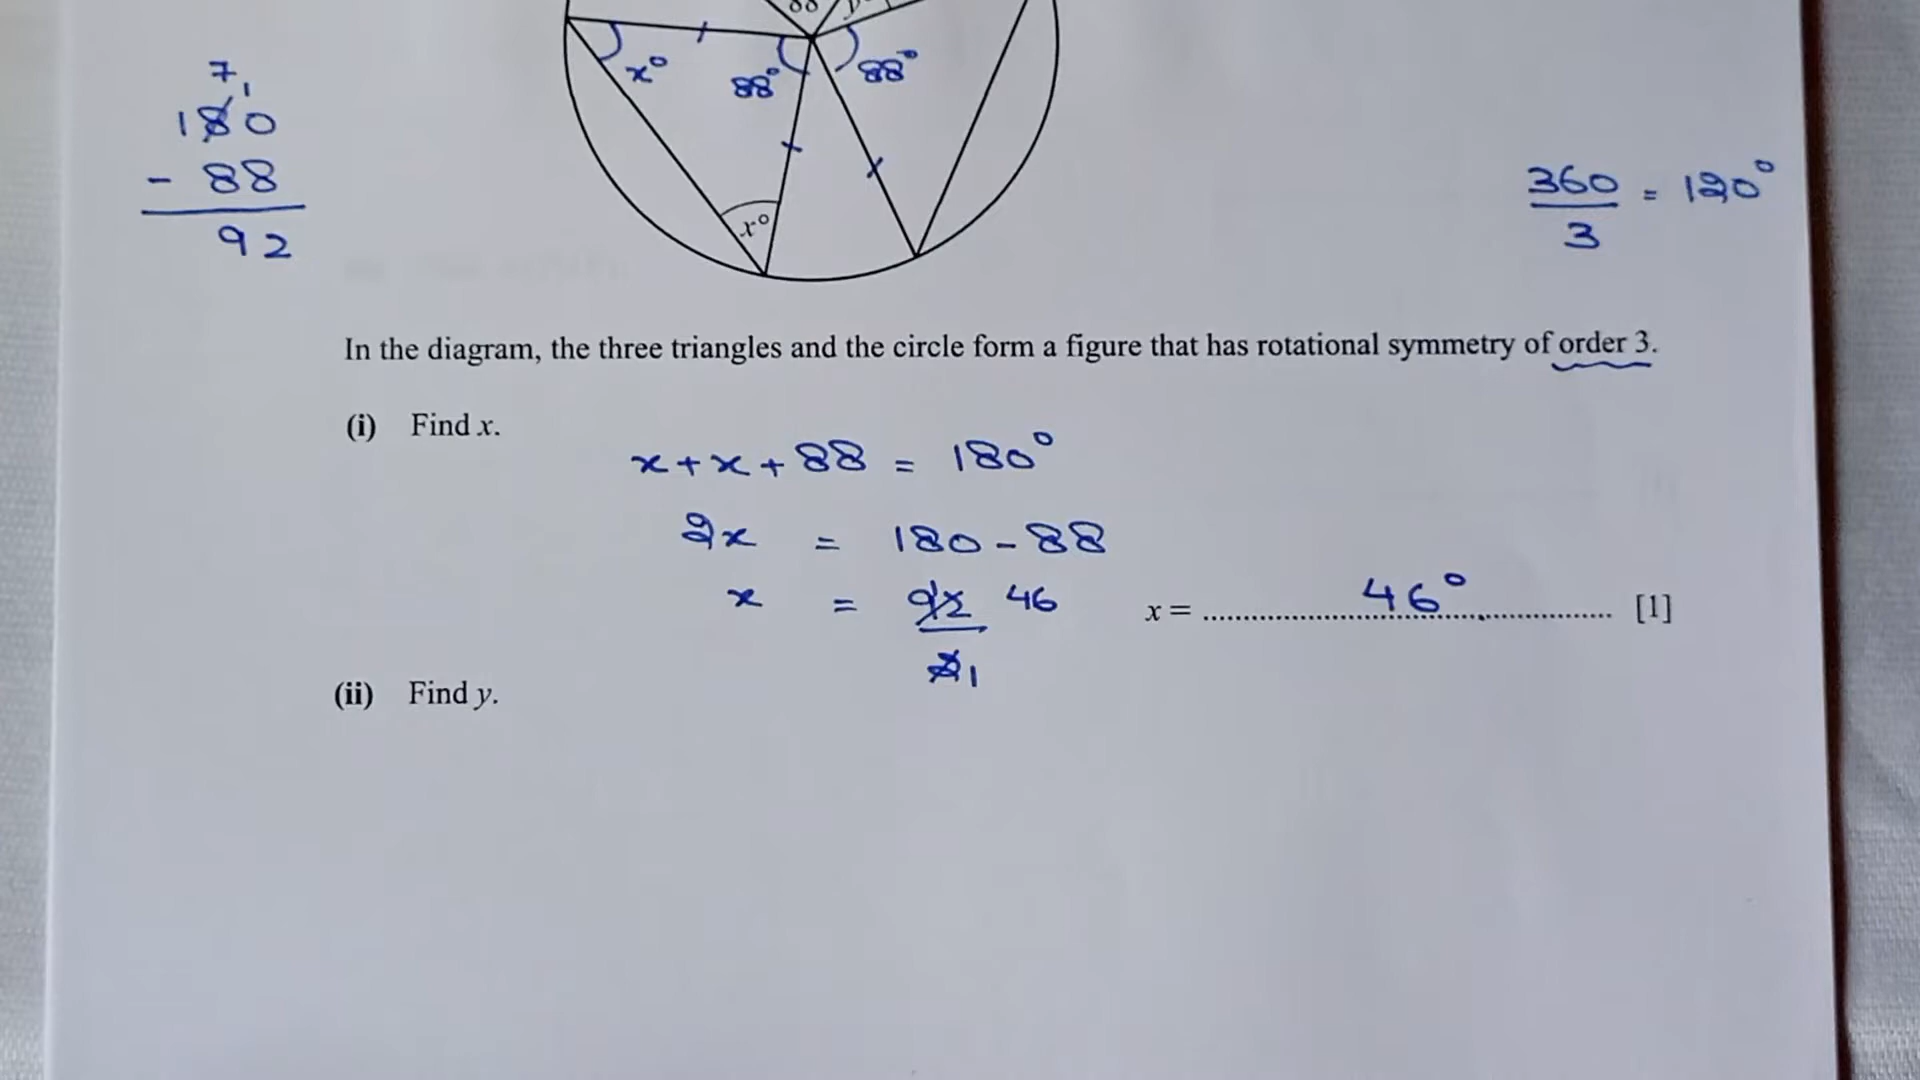 x°
88°
88°
x°
7 1
180
- 88
92
360/3 = 120°
In the diagram, the three triangles and the circle form a figure that has rotational symmetry of order 3.
(i) Find x.
x + x + 88 = 180°
2x = 180 - 88
x = 92/2 46
1
x = .......... 46° .......... [1]
(ii) Find y.